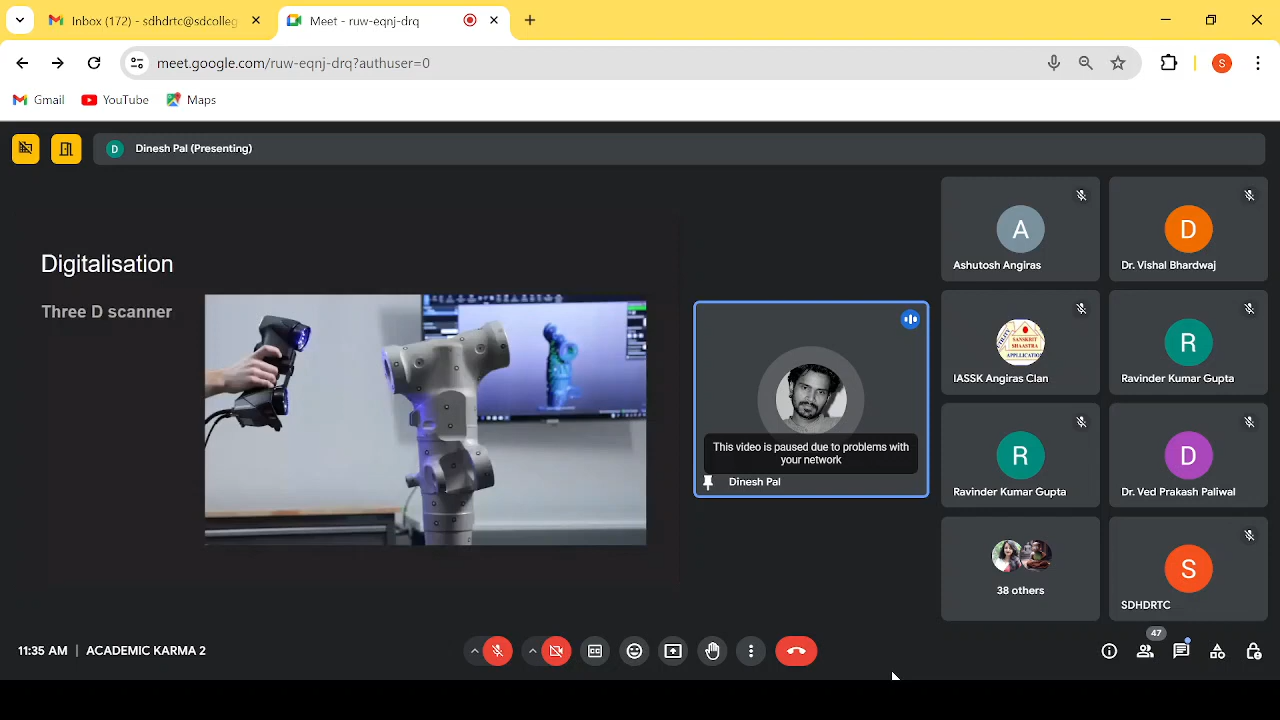 Inbox (172) - sdhdrtc@sdcolleg
Meet - ruw-eqnj-drq
meet.google.com/ruw-eqnj-drq?authuser=0
S
Gmail
YouTube
Maps
D
Dinesh Pal (Presenting)
Digitalisation
Three D scanner
This video is paused due to problems with
your network
Dinesh Pal
A
Ashutosh Angiras
D
Dr. Vishal Bhardwaj
SANSKRIT
SHAASTRA
IASSK Angiras Clan
R
Ravinder Kumar Gupta
R
Ravinder Kumar Gupta
D
Dr. Ved Prakash Paliwal
38 others
S
SDHDRTC
11:35 AM | ACADEMIC KARMA 2
CC
47